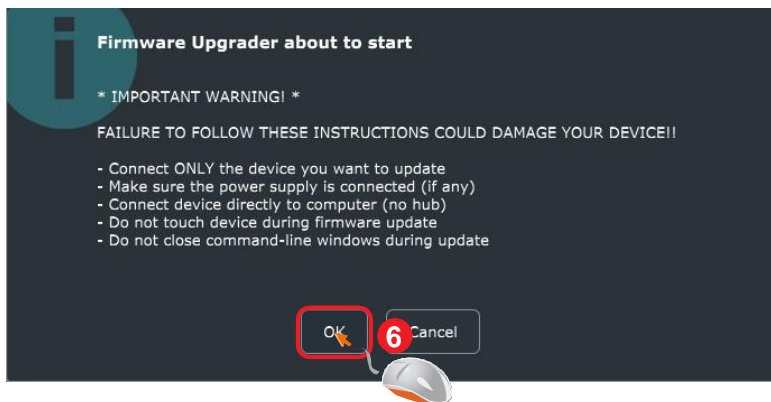 Firmware Upgrader about to start
* IMPORTANT WARNING! *
FAILURE TO FOLLOW THESE INSTRUCTIONS COULD DAMAGE YOUR DEVICE!!
- Connect ONLY the device you want to update
- Make sure the power supply is connected (if any)
- Connect device directly to computer (no hub)
- Do not touch device during firmware update
- Do not close command-line windows during update
OK 6 Cancel